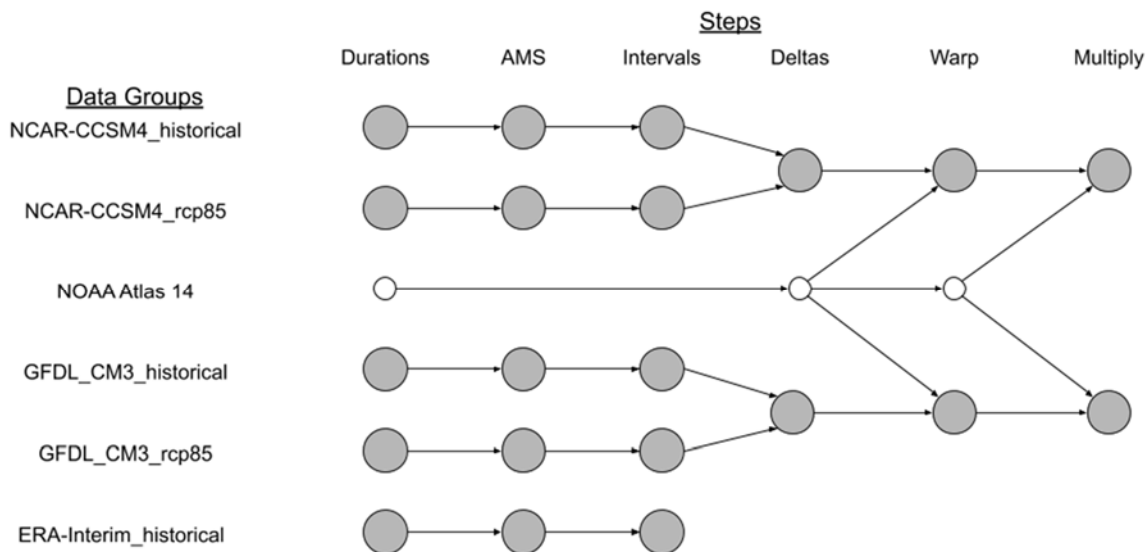 Steps
Durations AMS Intervals Deltas Warp Multiply
Data Groups
NCAR-CCSM4_historical
NCAR-CCSM4_rcp85
NOAA Atlas 14
GFDL_CM3_historical
GFDL_CM3_rcp85
ERA-Interim_historical